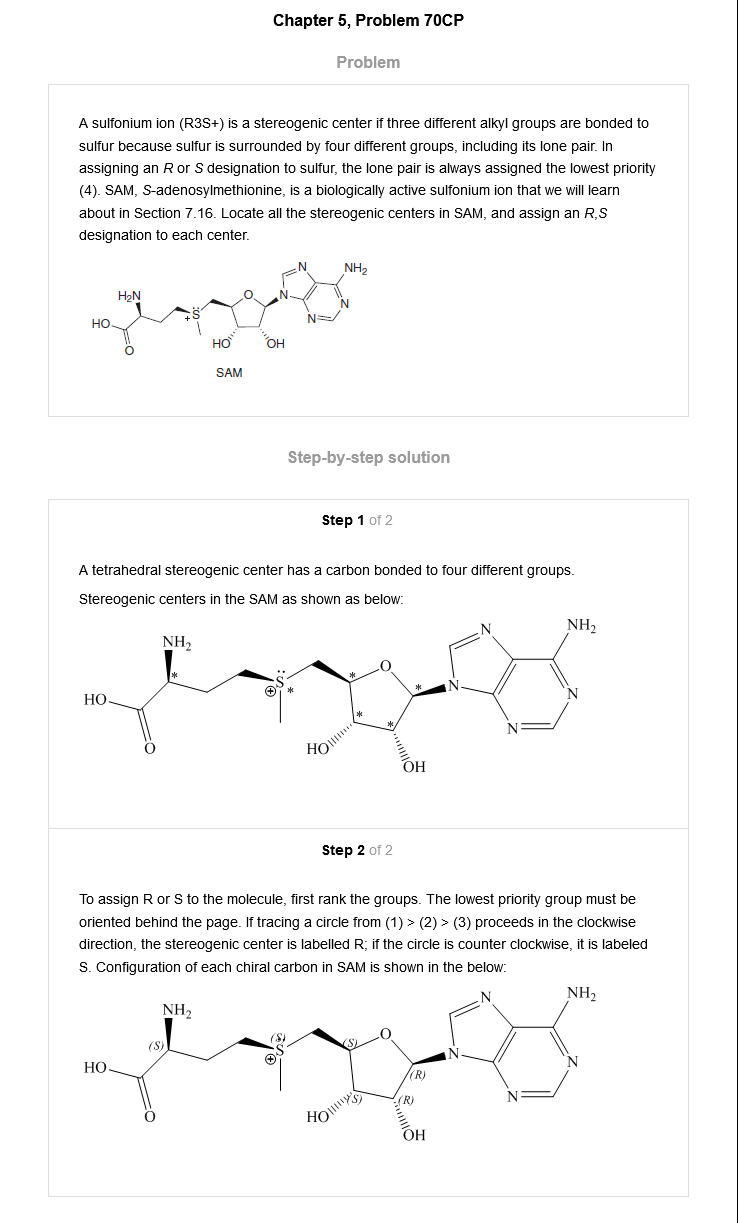 Chapter 5, Problem 70CP
Problem
A sulfonium ion (R3S+) is a stereogenic center if three different alkyl groups are bonded to
sulfur because sulfur is surrounded by four different groups, including its lone pair. In
assigning an R or S designation to sulfur, the lone pair is always assigned the lowest priority
(4). SAM, S-adenosylmethionine, is a biologically active sulfonium ion that we will learn
about in Section 7.16. Locate all the stereogenic centers in SAM, and assign an R,S
designation to each center.
N
NH₂
H₂N
O
N
N
S
+
HO
N
HO
OH
O
SAM
Step-by-step solution
Step 1 of 2
A tetrahedral stereogenic center has a carbon bonded to four different groups.
Stereogenic centers in the SAM as shown as below:
N
NH₂
NH₂
O
*
*
S
*
N
N
⊕
*
HO
*
*
N
O
HO
OH
Step 2 of 2
To assign R or S to the molecule, first rank the groups. The lowest priority group must be
oriented behind the page. If tracing a circle from (1) > (2) > (3) proceeds in the clockwise
direction, the stereogenic center is labelled R; if the circle is counter clockwise, it is labeled
S. Configuration of each chiral carbon in SAM is shown in the below:
N
NH₂
NH₂
O
(S)
(S)
(S)
S
N
⊕
N
HO
(R)
(S)
(R)
N
O
HO
OH